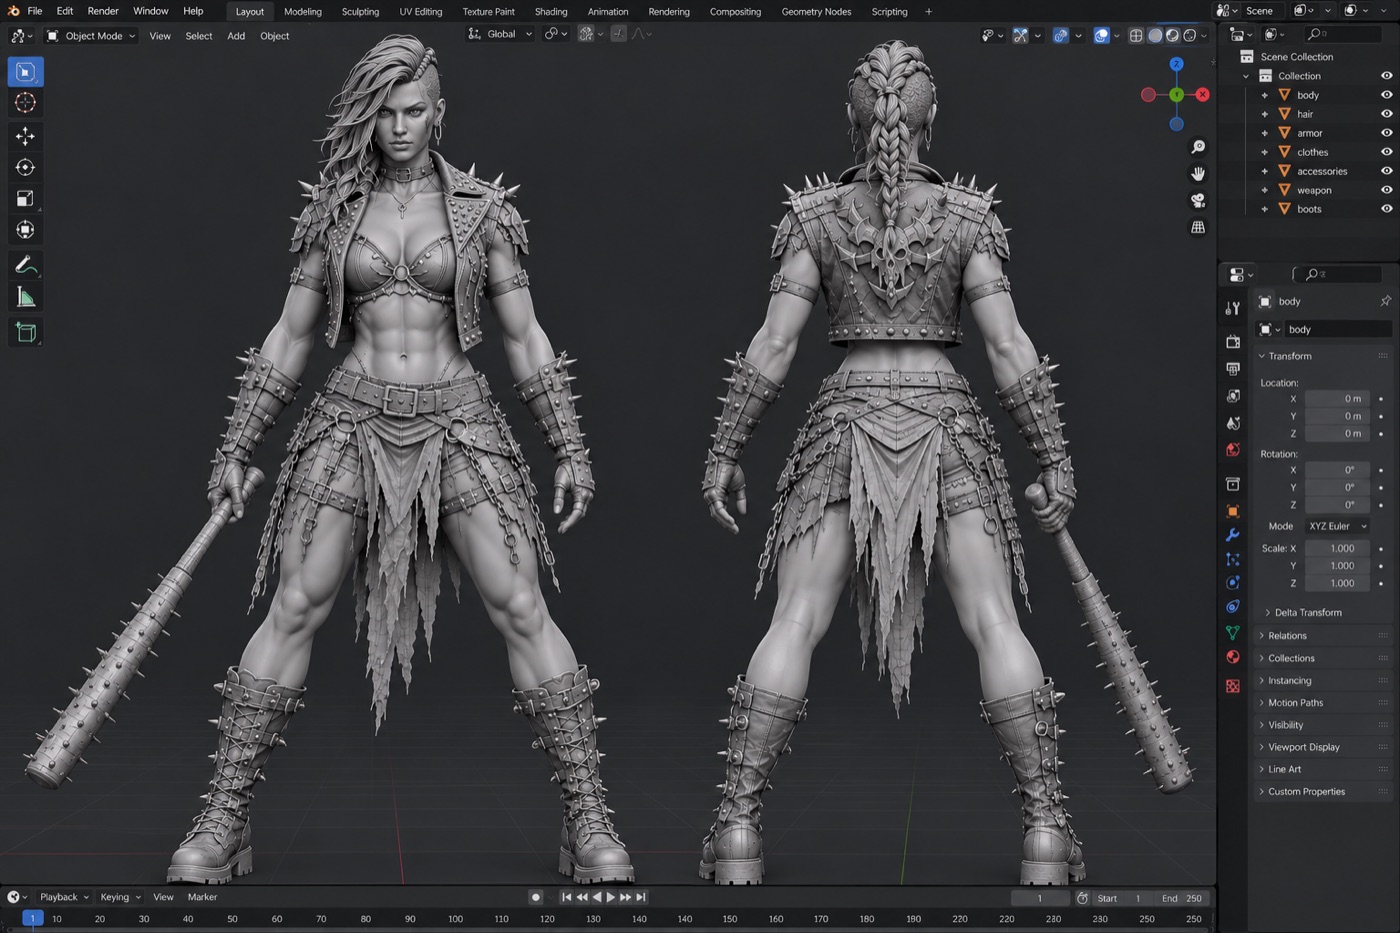 File Edit Render Window Help Layout Modeling Sculpting UV Editing Texture Paint Shading Animation Rendering Compositing Geometry Nodes Scripting + Scene
Object Mode View Select Add Object Global
Scene Collection
Collection
body
hair
armor
clothes
accessories
weapon
boots
Z
Y
X
body
body
Transform
Location:
X 0 m
Y 0 m
Z 0 m
Rotation:
X 0°
Y 0°
Z 0°
Mode XYZ Euler
Scale: X 1.000
Y 1.000
Z 1.000
Delta Transform
Relations
Collections
Instancing
Motion Paths
Visibility
Viewport Display
Line Art
Custom Properties
Playback Keying View Marker 1 Start 1 End 250
1 10 20 30 40 50 60 70 80 90 100 110 120 130 140 140 150 160 170 180 190 220 230 230 230 250 250